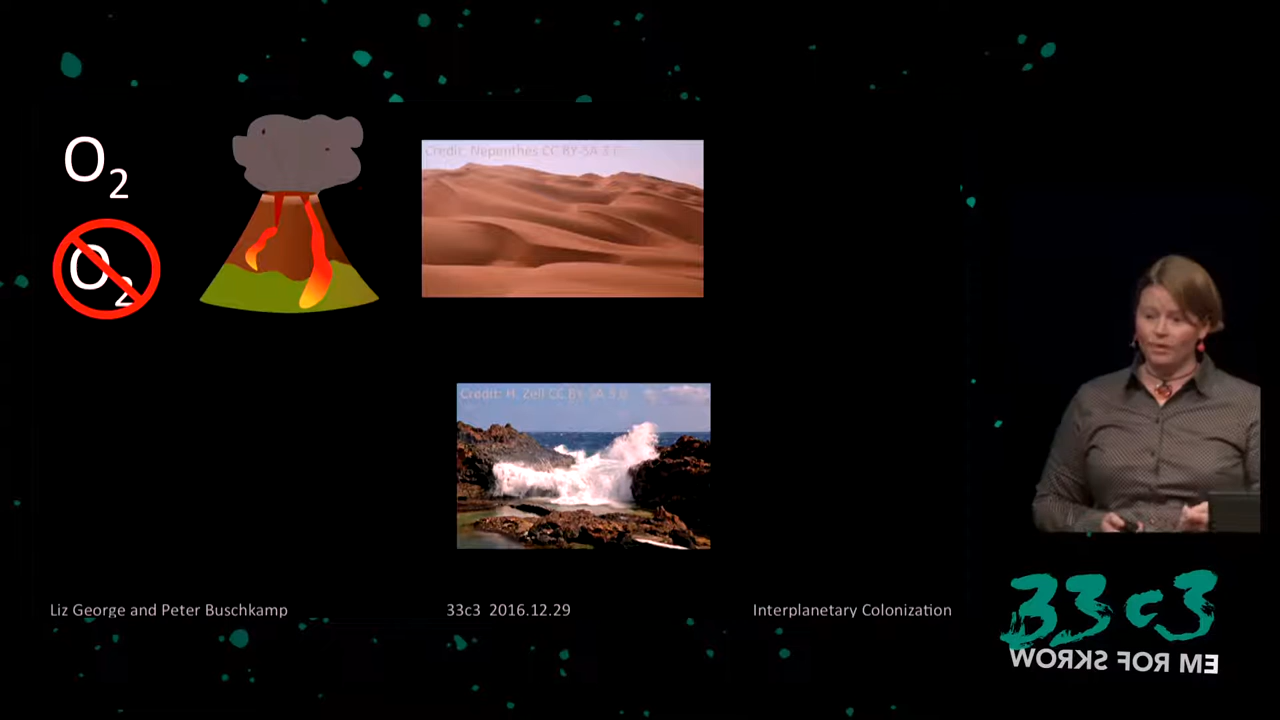 O2
O2
Credit: Nepenthes CC BY-SA 3.0
Credit: H. Zell CC BY-SA 3.0
Liz George and Peter Buschkamp
33c3 2016.12.29
Interplanetary Colonization
33c3
WORKS FOR ME